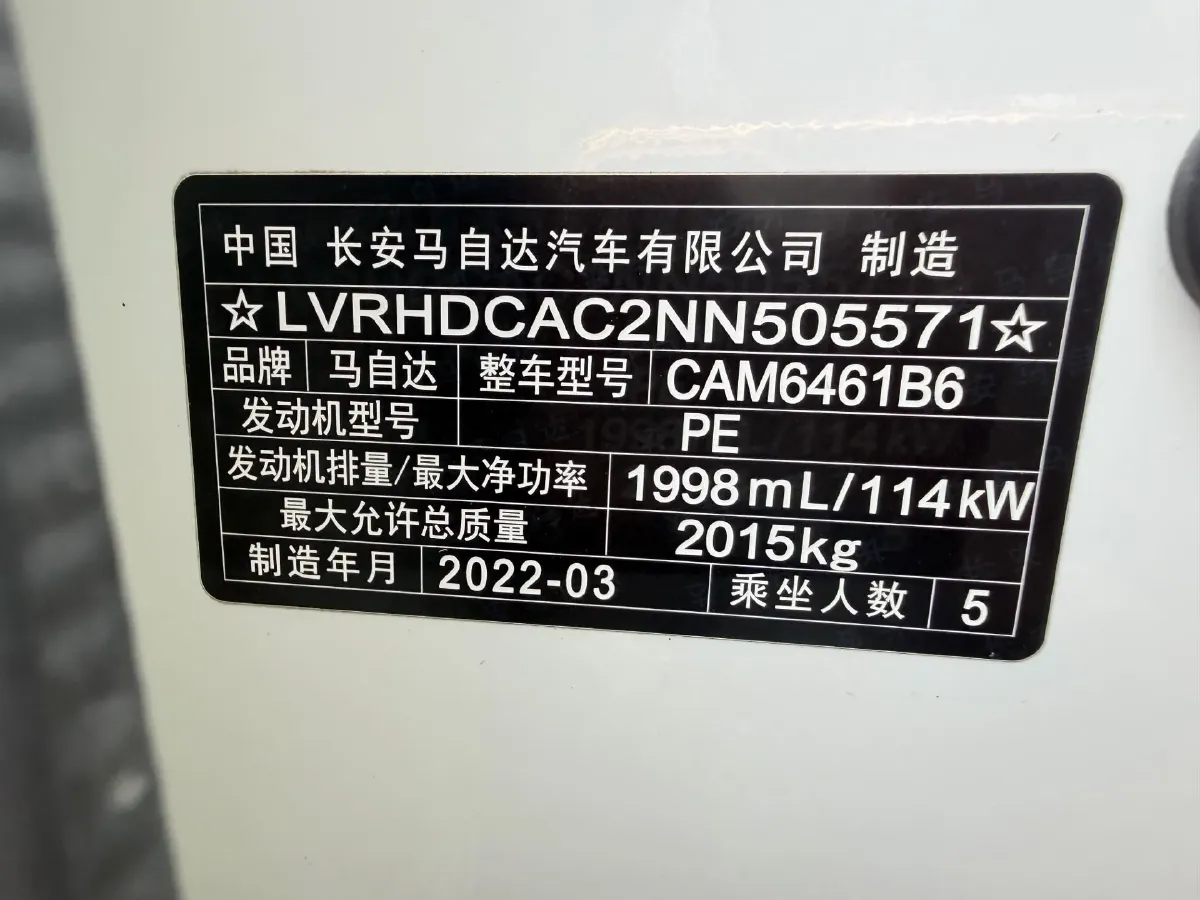 中国 长安马自达汽车有限公司 制造
☆LVRHDCAC2NN505571☆
品牌 马自达 整车型号 CAM6461B6
发动机型号 PE
发动机排量/最大净功率 1998mL/114kW
最大允许总质量 2015kg
制造年月 2022-03 乘坐人数 5